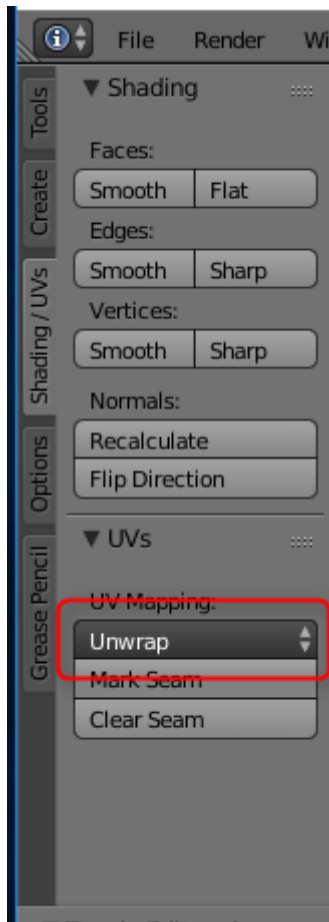 File Render Wi
Tools
Create
Shading / UVs
Options
Grease Pencil
Shading
Faces:
Smooth Flat
Edges:
Smooth Sharp
Vertices:
Smooth Sharp
Normals:
Recalculate
Flip Direction
UVs
UV Mapping:
Unwrap
Mark Seam
Clear Seam